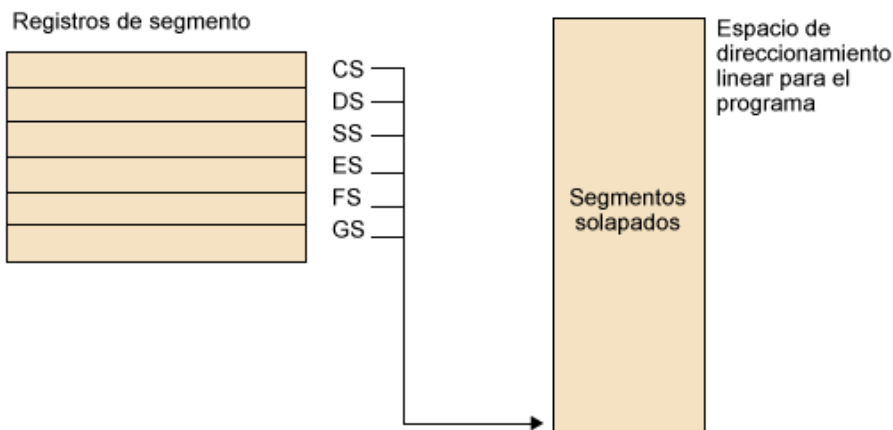 Registros de segmento
CS
DS
SS
ES
FS
GS
Segmentos
solapados
Espacio de
direccionamiento
linear para el
programa